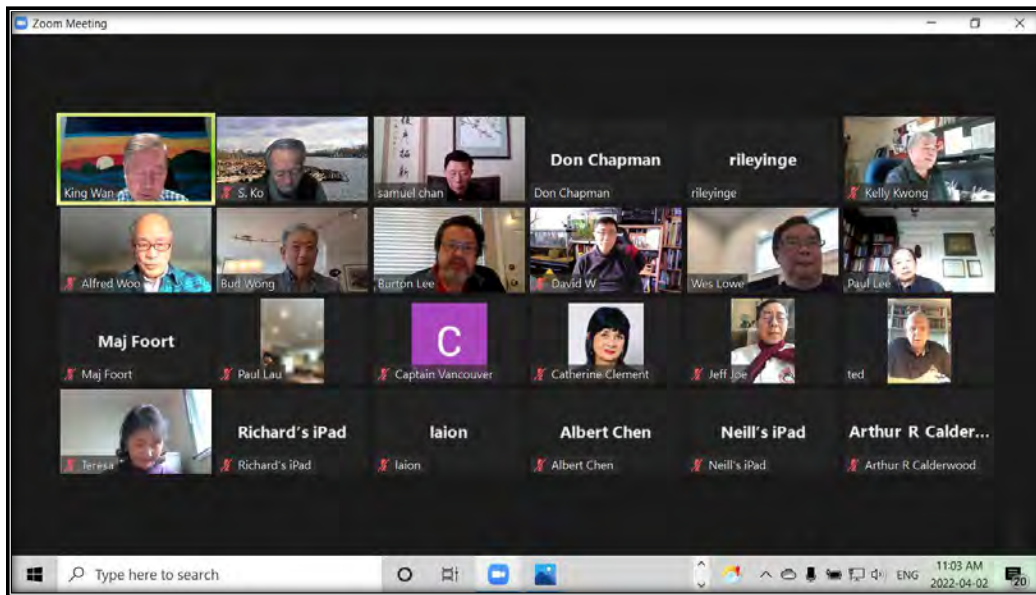 Zoom Meeting
King Wan
S. Ko
samuel chan
Don Chapman
Don Chapman
rileyinge
rileyinge
Kelly Kwong
Alfred Woo
Bud Wong
Burton Lee
David W
Wes Lowe
Paul Lee
Maj Foort
Maj Foort
Paul Lau
C
Captain Vancouver
Catherine Clement
Jeff Joe
ted
Teresa
Richard's iPad
Richard's iPad
laion
laion
Albert Chen
Albert Chen
Neill's iPad
Neill's iPad
Arthur R Calder...
Arthur R Calderwood
Type here to search
ENG
11:03 AM
2022-04-02
20